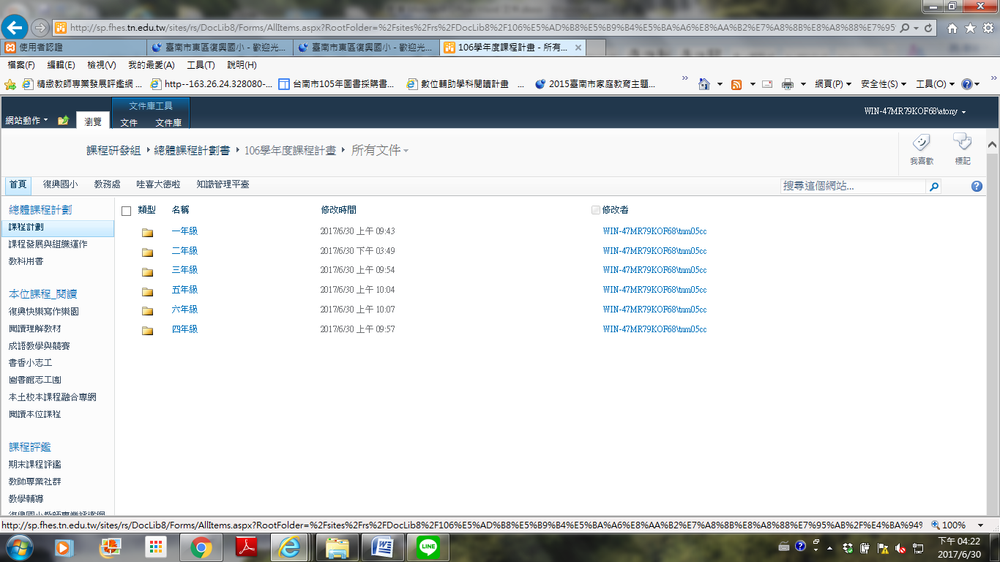 http://sp.fhes.tn.edu.tw/sites/rs/DocLib8/Forms/AllItems.aspx?RootFolder=%2Fsites%2Frs%2FDocLib8%2F106%E5%AD%B8%E5%B9%B4%E5%BA%A6%E8%AA%B2%E7%A8%8B%E8%A8%88%E7%95
使用者認證 臺南市東區復興國小 - 歡迎光... 臺南市東區復興國小 - 歡迎光... 106學年度課程計畫 - 所有...
檔案(F) 編輯(E) 檢視(V) 我的最愛(A) 工具(T) 說明(H)
精緻教師專業發展評鑑網 ... http--163.26.24.328080-... 台南市105年圖書採購書... 數位輔助學科閱讀計畫 ... 2015臺南市家庭教育主題... 網頁(P) 安全性(S) 工具(O)
文件庫工具
WIN-47MR79KOF68\atony
網站動作 瀏覽 文件 文件庫
課程研發組 總體課程計劃書 106學年度課程計畫 所有文件
我喜歡 標記
首頁 復興國小 教務處 哇喜大德啦 知識管理平臺 搜尋這個網站...
總體課程計劃
課程計劃
課程發展與組織運作
教科用書
本位課程_閱讀
復興快樂寫作樂園
閱讀理解教材
成語教學與競賽
書香小志工
圖書館志工團
本土校本課程融合專網
閱讀本位課程
課程評鑑
期末課程評鑑
教師專業社群
教學輔導
復興國小教師專業評鑑網
類型 名稱 修改時間 修改者
一年級 2017/6/30 上午 09:43 WIN-47MR79KOF68\tnm05cc
二年級 2017/6/30 下午 03:49 WIN-47MR79KOF68\tnm05cc
三年級 2017/6/30 上午 09:54 WIN-47MR79KOF68\tnm05cc
五年級 2017/6/30 上午 10:04 WIN-47MR79KOF68\tnm05cc
六年級 2017/6/30 上午 10:07 WIN-47MR79KOF68\tnm05cc
四年級 2017/6/30 上午 09:57 WIN-47MR79KOF68\tnm05cc
http://sp.fhes.tn.edu.tw/sites/rs/DocLib8/Forms/AllItems.aspx?RootFolder=%2Fsites%2Frs%2FDocLib8%2F106%E5%AD%B8%E5%B9%B4%E5%BA%A6%E8%AA%B2%E7%A8%8B%E8%A8%88%E7%95%AB%2F%E4%BA%94% 100%
LINE
下午 04:22
2017/6/30